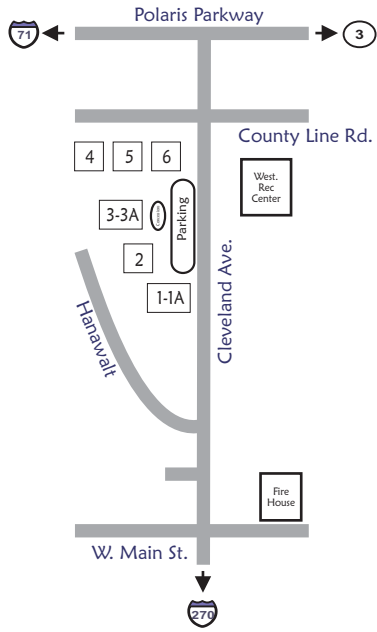 Polaris Parkway
71
3
County Line Rd.
4
5
6
West.
Rec
Center
3-3A
Parking
2
1-1A
Cleveland Ave.
Hanawalt
Fire
House
W. Main St.
270